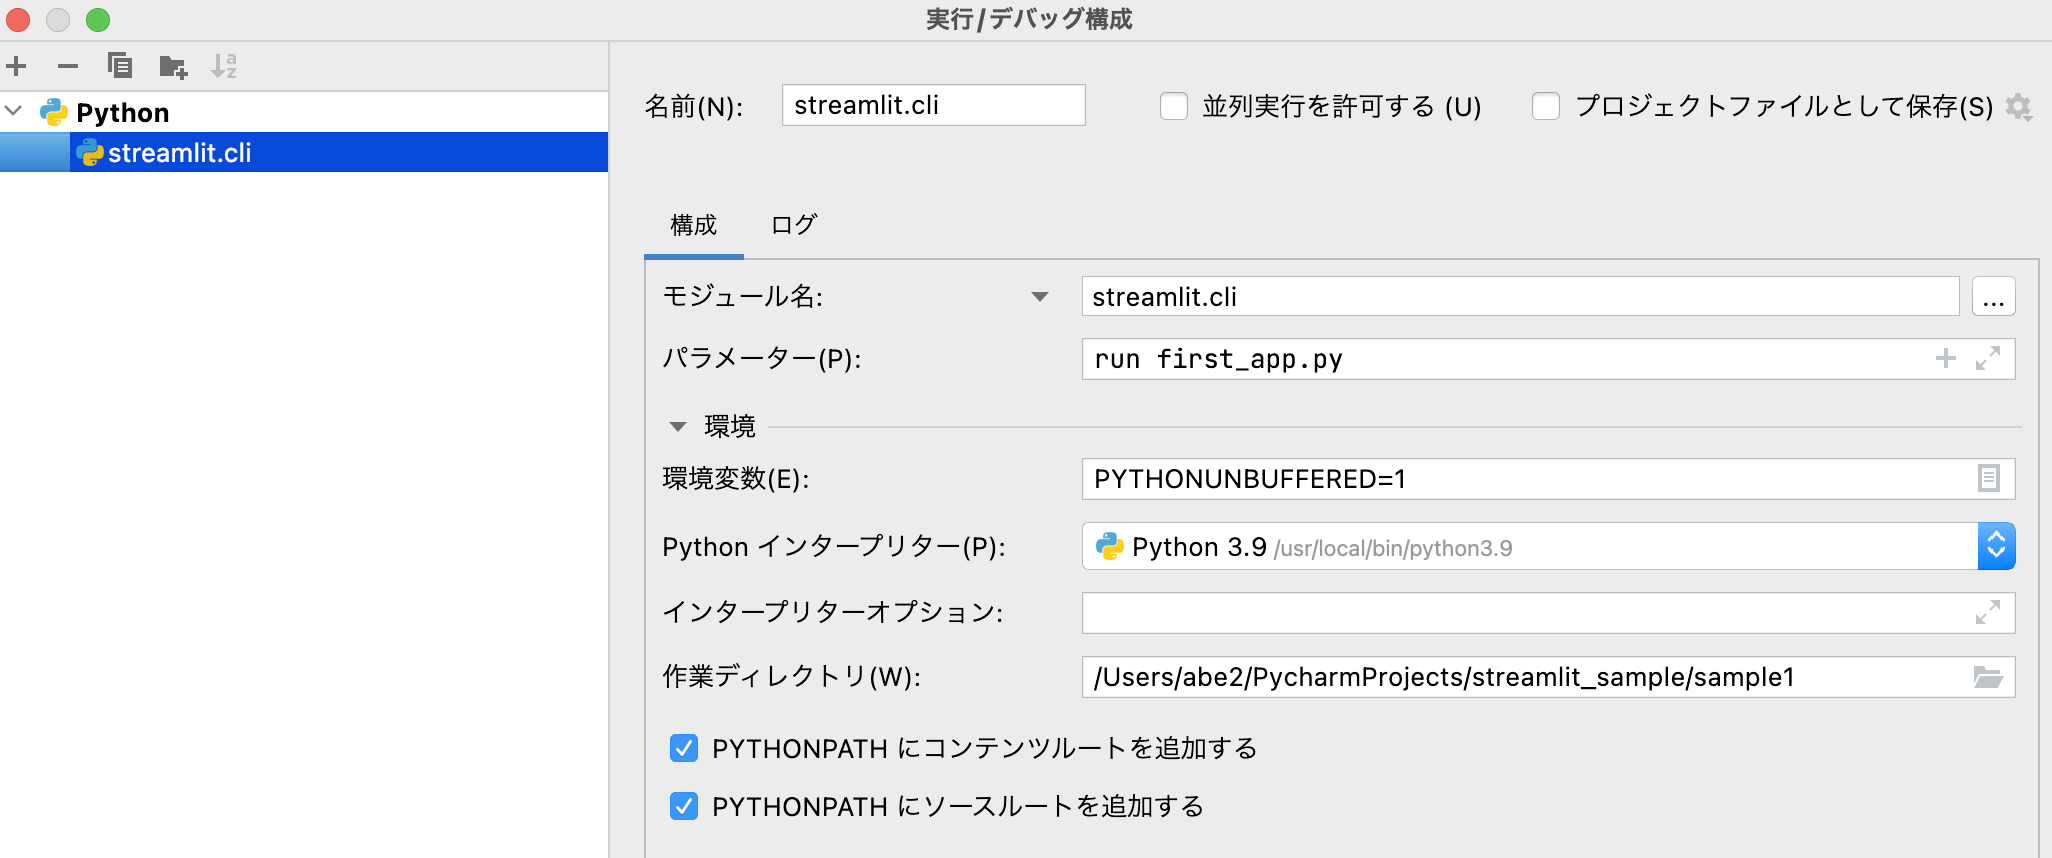 実行/デバッグ構成
Python
streamlit.cli
名前(N): streamlit.cli 並列実行を許可する (U) プロジェクトファイルとして保存(S)
構成 ログ
モジュール名: streamlit.cli ...
パラメーター(P): run first_app.py
環境
環境変数(E): PYTHONUNBUFFERED=1
Python インタープリター(P): Python 3.9 /usr/local/bin/python3.9
インタープリターオプション:
作業ディレクトリ(W): /Users/abe2/PycharmProjects/streamlit_sample/sample1
PYTHONPATH にコンテンツルートを追加する
PYTHONPATH にソースルートを追加する